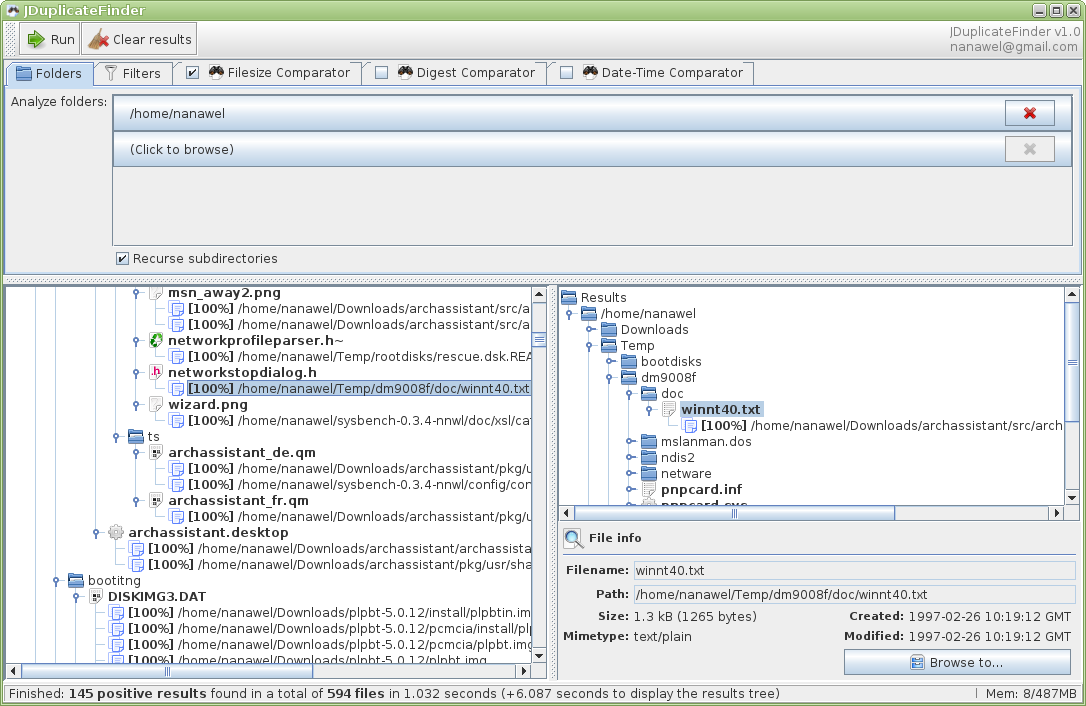 JDuplicateFinder
Run
Clear results
JDuplicateFinder v1.0
nanawel@gmail.com
Folders
Filters
Filesize Comparator
Digest Comparator
Date-Time Comparator
Analyze folders:
/home/nanawel
(Click to browse)
Recurse subdirectories
msn_away2.png
[100%] /home/nanawel/Downloads/archassistant/src/a
[100%] /home/nanawel/Downloads/archassistant/src/a
networkprofileparser.h~
[100%] /home/nanawel/Temp/rootdisks/rescue.dsk.REA
networkstopdialog.h
[100%] /home/nanawel/Temp/dm9008f/doc/winnt40.txt
wizard.png
[100%] /home/nanawel/sysbench-0.3.4-nnwl/doc/xsl/ca
ts
archassistant_de.qm
[100%] /home/nanawel/Downloads/archassistant/pkg/u
[100%] /home/nanawel/sysbench-0.3.4-nnwl/config/con
archassistant_fr.qm
[100%] /home/nanawel/Downloads/archassistant/pkg/u
archassistant.desktop
[100%] /home/nanawel/Downloads/archassistant/archassista
[100%] /home/nanawel/Downloads/archassistant/pkg/usr/sha
bootitng
DISKIMG3.DAT
[100%] /home/nanawel/Downloads/plpbt-5.0.12/install/plpbtin.im
[100%] /home/nanawel/Downloads/plpbt-5.0.12/pcmcia/install/pl
[100%] /home/nanawel/Downloads/plpbt-5.0.12/pcmcia/plpbt.img
[100%] /home/nanawel/Downloads/plpbt-5.0.12/plpbt.img
Results
/home/nanawel
Downloads
Temp
bootdisks
dm9008f
doc
winnt40.txt
[100%] /home/nanawel/Downloads/archassistant/src/arch
mslanman.dos
ndis2
netware
pnpcard.inf
File info
Filename: winnt40.txt
Path: /home/nanawel/Temp/dm9008f/doc/winnt40.txt
Size: 1.3 kB (1265 bytes)
Created: 1997-02-26 10:19:12 GMT
Mimetype: text/plain
Modified: 1997-02-26 10:19:12 GMT
Browse to...
Finished: 145 positive results found in a total of 594 files in 1.032 seconds (+6.087 seconds to display the results tree)
Mem: 8/487MB